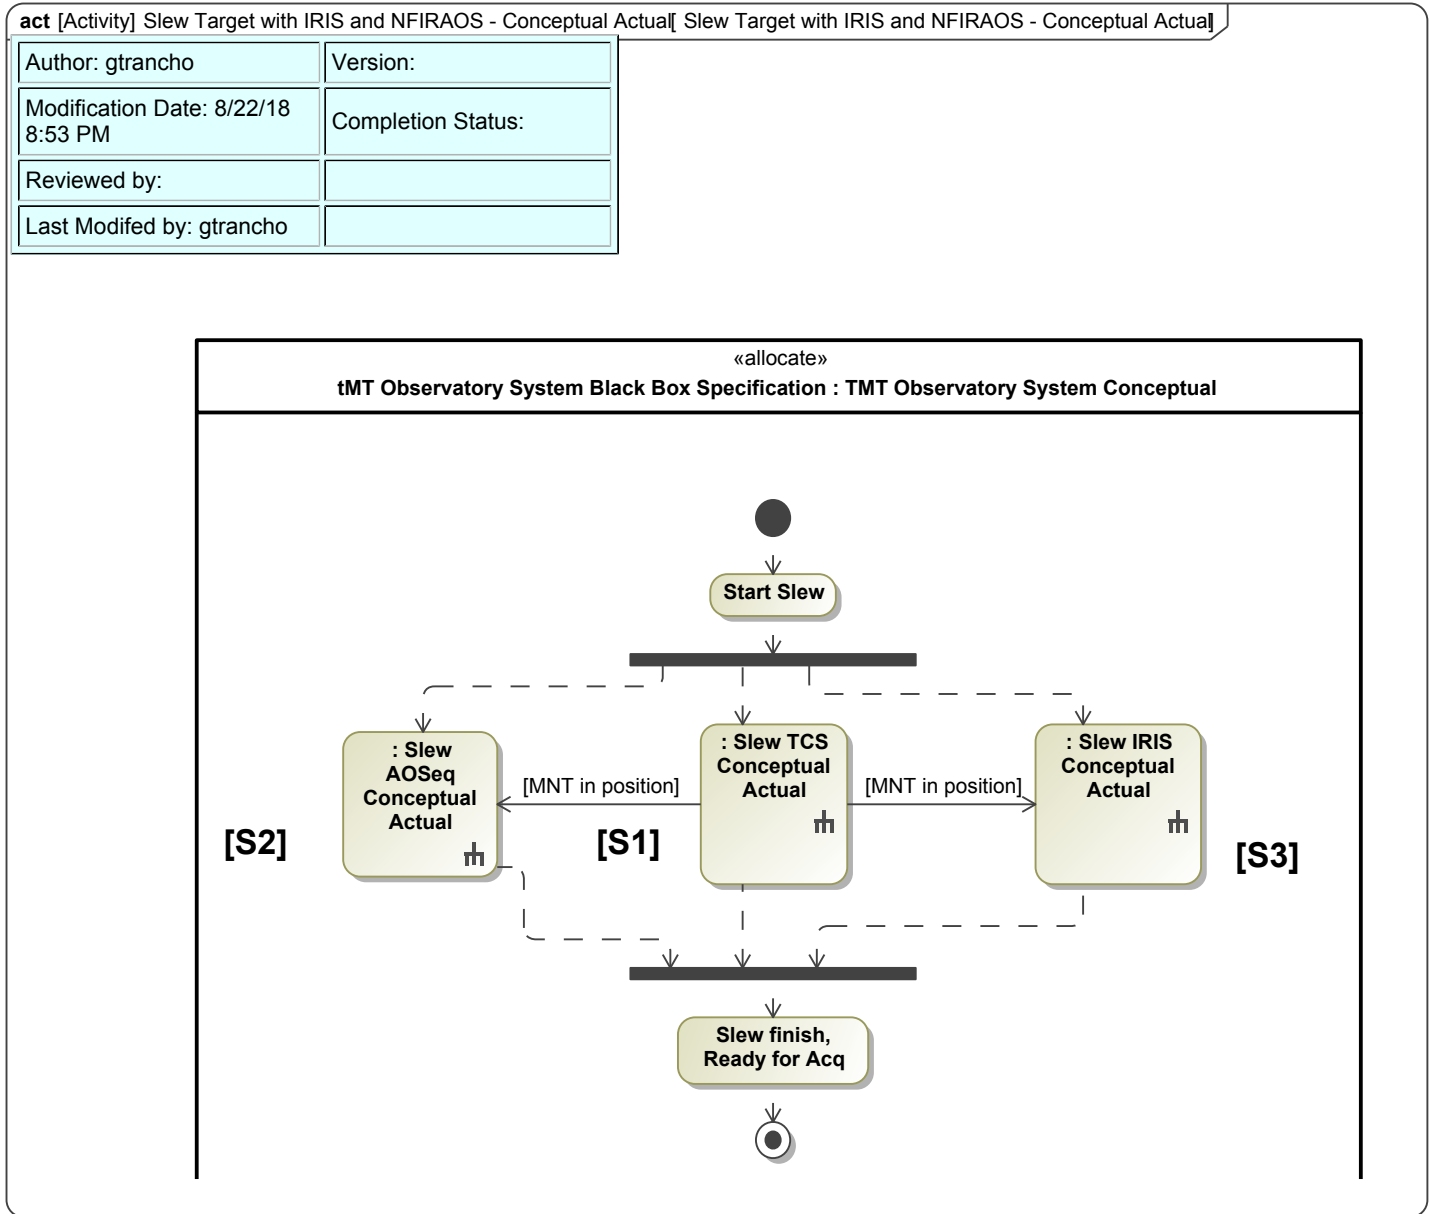 act [Activity] Slew Target with IRIS and NFIRAOS - Conceptual Actual[ Slew Target with IRIS and NFIRAOS - Conceptual Actual]
Author: gtrancho
Version:
Modification Date: 8/22/18
8:53 PM
Completion Status:
Reviewed by:
Last Modifed by: gtrancho
«allocate»
tMT Observatory System Black Box Specification : TMT Observatory System Conceptual
Start Slew
: Slew
AOSeq
Conceptual
Actual
[MNT in position]
: Slew TCS
Conceptual
Actual
[MNT in position]
: Slew IRIS
Conceptual
Actual
[S2]
[S1]
[S3]
Slew finish,
Ready for Acq